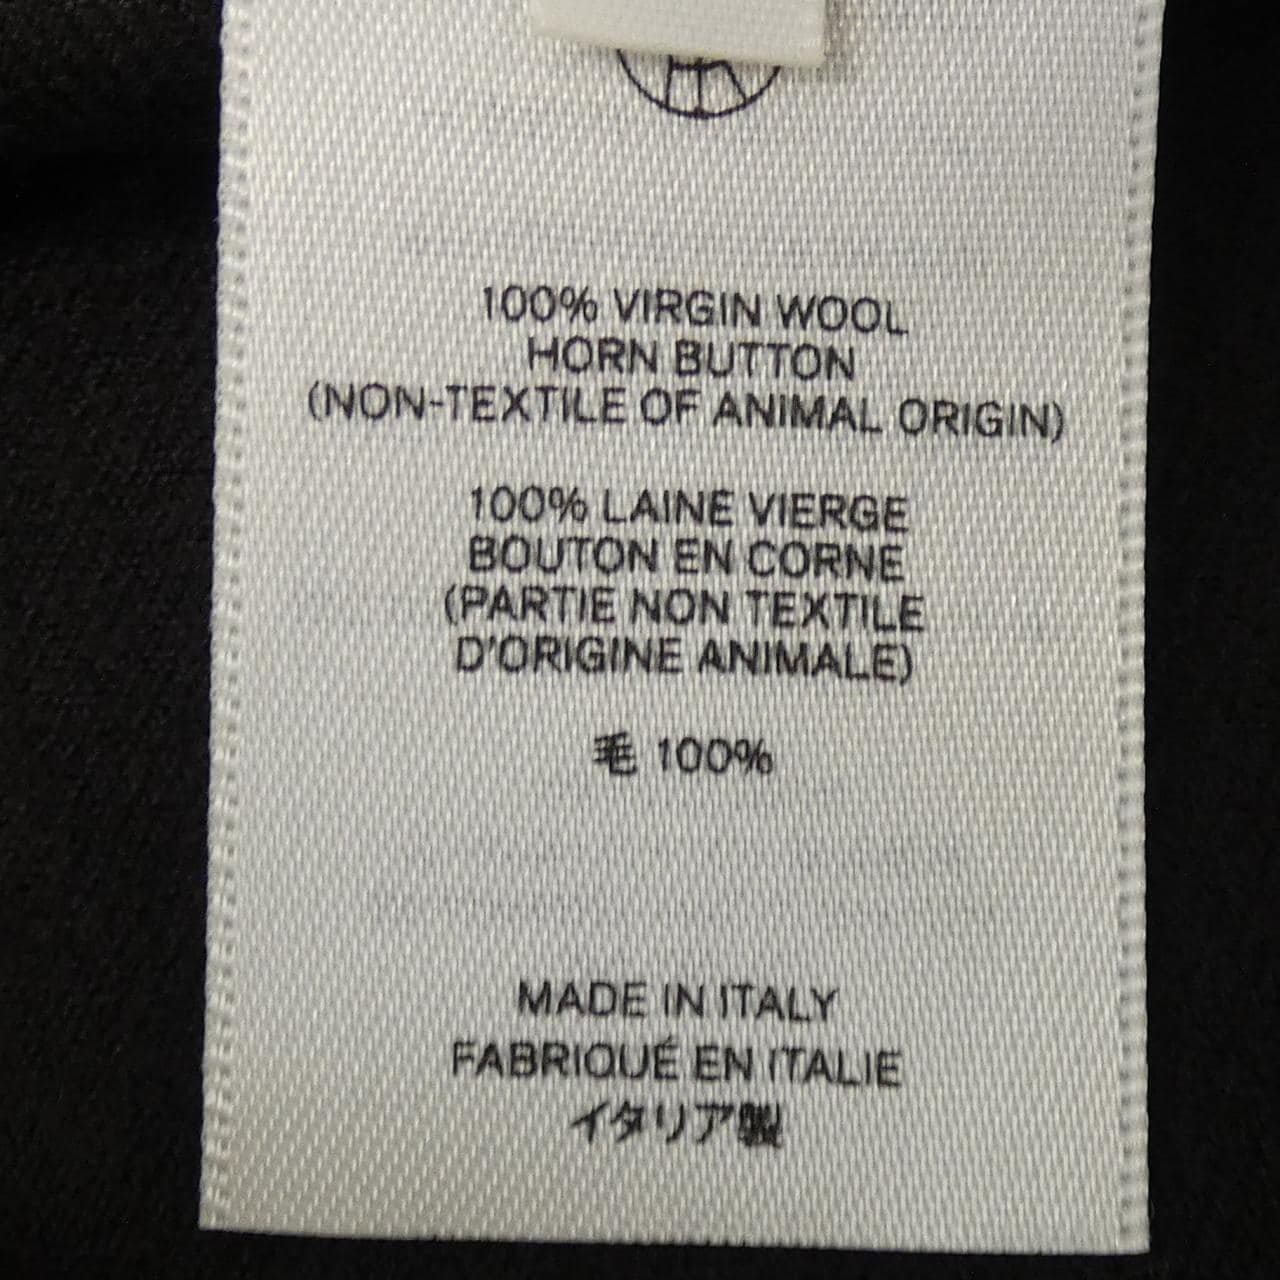 100% VIRGIN WOOL
HORN BUTTON
(NON-TEXTILE OF ANIMAL ORIGIN)
100% LAINE VIERGE
BOUTON EN CORNE
(PARTIE NON TEXTILE
D'ORIGINE ANIMALE)
毛 100%
MADE IN ITALY
FABRIQUÉ EN ITALIE
イタリア製